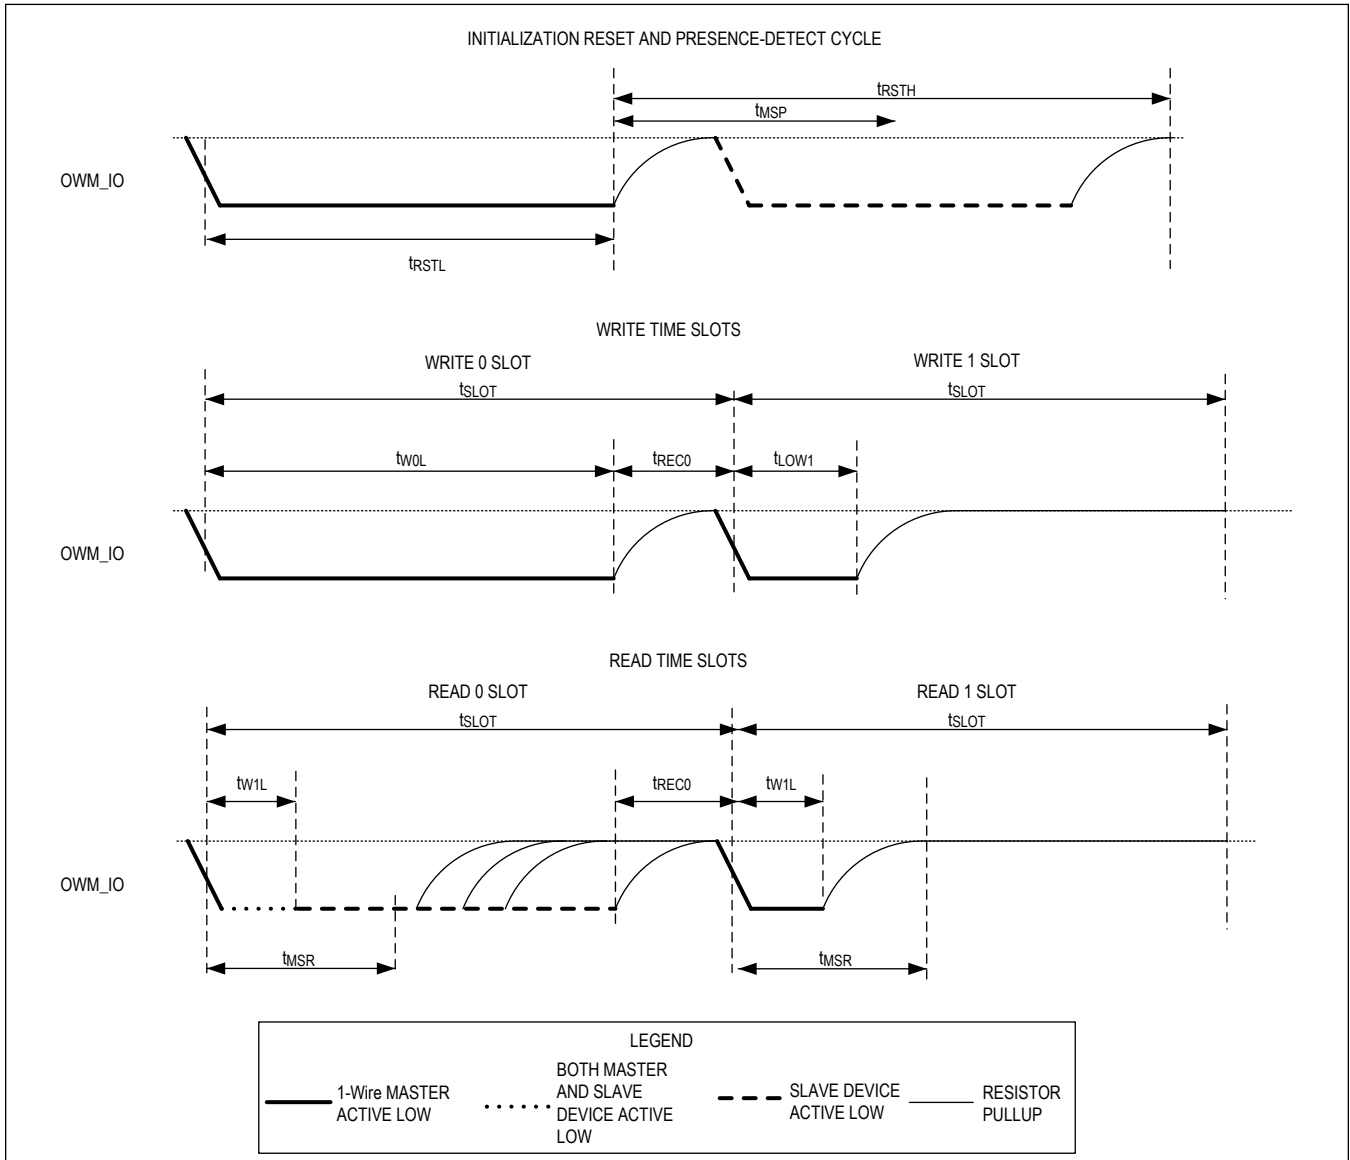 INITIALIZATION RESET AND PRESENCE-DETECT CYCLE
tRSTH
tMSP
OWM_IO
tRSTL
WRITE TIME SLOTS
WRITE 0 SLOT
WRITE 1 SLOT
tSLOT
tSLOT
tW0L
tREC0
tLOW1
OWM_IO
READ TIME SLOTS
READ 0 SLOT
READ 1 SLOT
tSLOT
tSLOT
tW1L
tREC0
tW1L
OWM_IO
tMSR
tMSR
LEGEND
1-Wire MASTER
ACTIVE LOW
BOTH MASTER
AND SLAVE
DEVICE ACTIVE
LOW
SLAVE DEVICE
ACTIVE LOW
RESISTOR
PULLUP